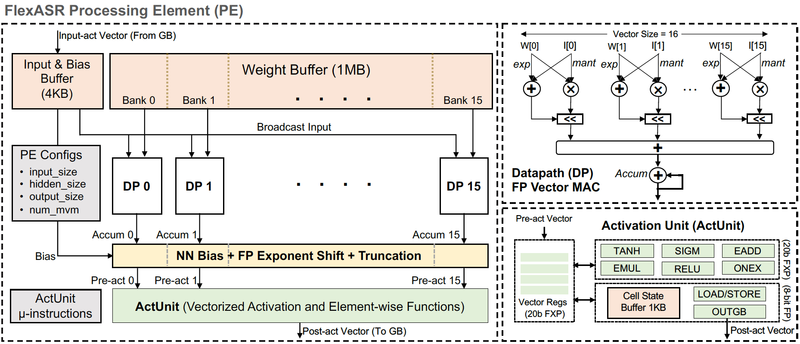 FlexASR Processing Element (PE)
Input-act Vector (From GB)
Input & Bias
Buffer
(4KB)
Weight Buffer (1MB)
Bank 0
Bank 1
Bank 15
Broadcast Input
PE Configs
• input_size
• hidden_size
• output_size
• num_mvm
DP 0
DP 1
DP 15
Accum 0
Accum 1
Accum 15
Bias
NN Bias + FP Exponent Shift + Truncation
Pre-act 0
Pre-act 1
Pre-act 15
ActUnit
µ-instructions
ActUnit (Vectorized Activation and Element-wise Functions)
Post-act Vector (To GB)
Vector Size = 16
W[0]
I[0]
W[1]
I[1]
W[15]
I[15]
exp
mant
exp
mant
exp
mant
+
×
+
×
...
+
×
<<
<<
<<
+
Accum
+
Datapath (DP)
FP Vector MAC
Pre-act Vector
Activation Unit (ActUnit)
Vector Regs
(20b FXP)
TANH
SIGM
EADD
EMUL
RELU
ONEX
(20b FXP)
Cell State
Buffer 1KB
LOAD/STORE
OUTGB
(8-bit FP)
Post-act Vector